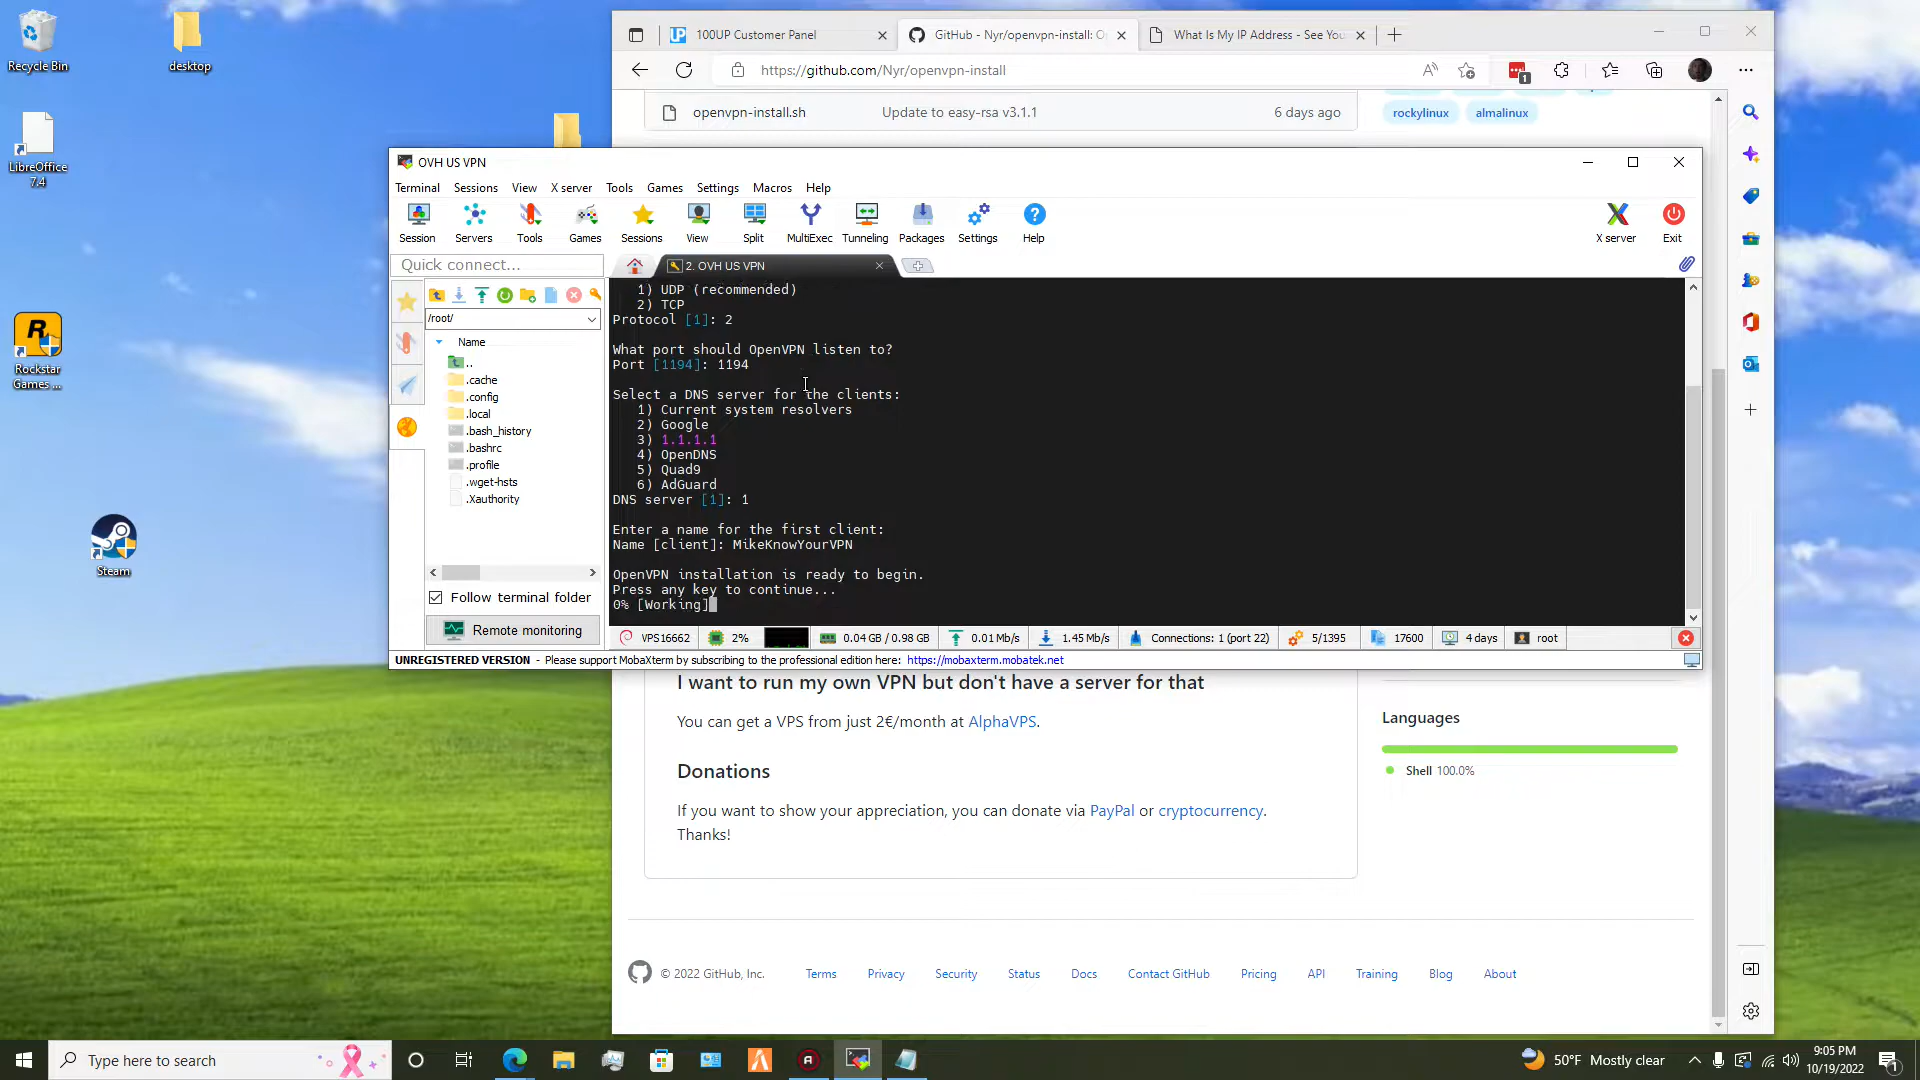 Recycle Bin
desktop
LibreOffice
7.4
Rockstar
Games ...
Steam
100UP Customer Panel
GitHub - Nyr/openvpn-install: O
What Is My IP Address - See You
https://github.com/Nyr/openvpn-install
1
openvpn-install.sh
Update to easy-rsa v3.1.1
6 days ago
rockylinux
almalinux
OVH US VPN
Terminal Sessions View X server Tools Games Settings Macros Help
Session Servers Tools Games Sessions View Split MultiExec Tunneling Packages Settings Help X server Exit
Quick connect...
2. OVH US VPN
/root/
Name
..
.cache
.config
.local
.bash_history
.bashrc
.profile
.wget-hsts
.Xauthority
Follow terminal folder
Remote monitoring
1) UDP (recommended)
2) TCP
Protocol [1]: 2
What port should OpenVPN listen to?
Port [1194]: 1194
Select a DNS server for the clients:
1) Current system resolvers
2) Google
3) 1.1.1.1
4) OpenDNS
5) Quad9
6) AdGuard
DNS server [1]: 1
Enter a name for the first client:
Name [client]: MikeKnowYourVPN
OpenVPN installation is ready to begin.
Press any key to continue...
0% [Working]
VPS16662 2% 0.04 GB / 0.98 GB 0.01 Mb/s 1.45 Mb/s Connections: 1 (port 22) 5/1395 17600 4 days root
UNREGISTERED VERSION - Please support MobaXterm by subscribing to the professional edition here: https://mobaxterm.mobatek.net
I want to run my own VPN but don't have a server for that
You can get a VPS from just 2€/month at AlphaVPS.
Donations
If you want to show your appreciation, you can donate via PayPal or cryptocurrency.
Thanks!
Languages
Shell 100.0%
© 2022 GitHub, Inc. Terms Privacy Security Status Docs Contact GitHub Pricing API Training Blog About
Type here to search
50°F Mostly clear
9:05 PM
10/19/2022
1